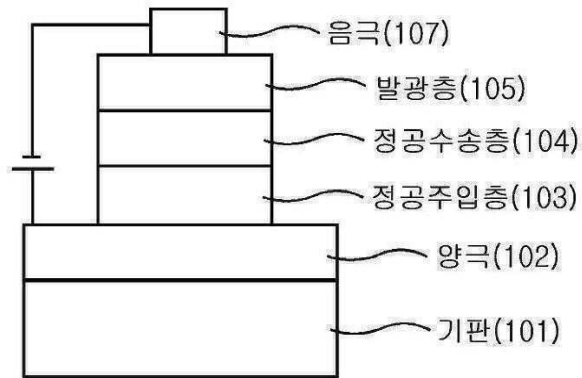 음극(107)
발광층(105)
정공수송층(104)
정공주입층(103)
양극(102)
기판(101)